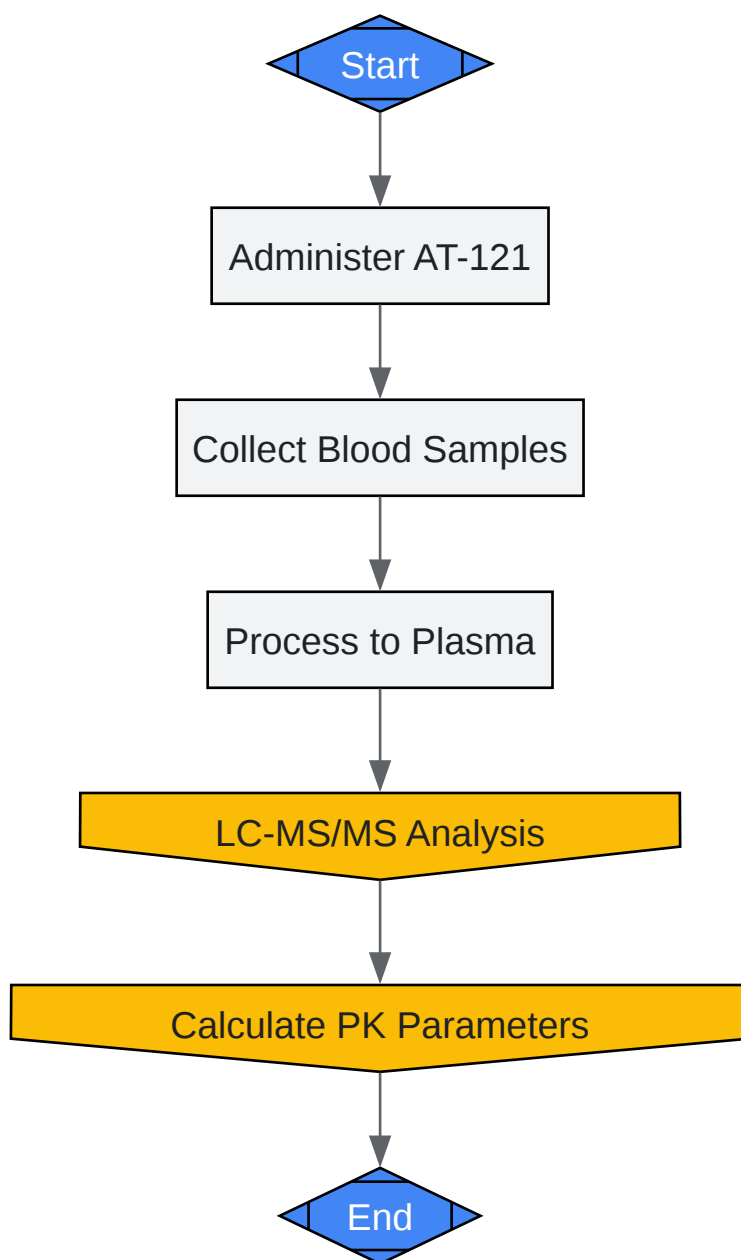 Start
Administer AT-121
Collect Blood Samples
Process to Plasma
LC-MS/MS Analysis
Calculate PK Parameters
End